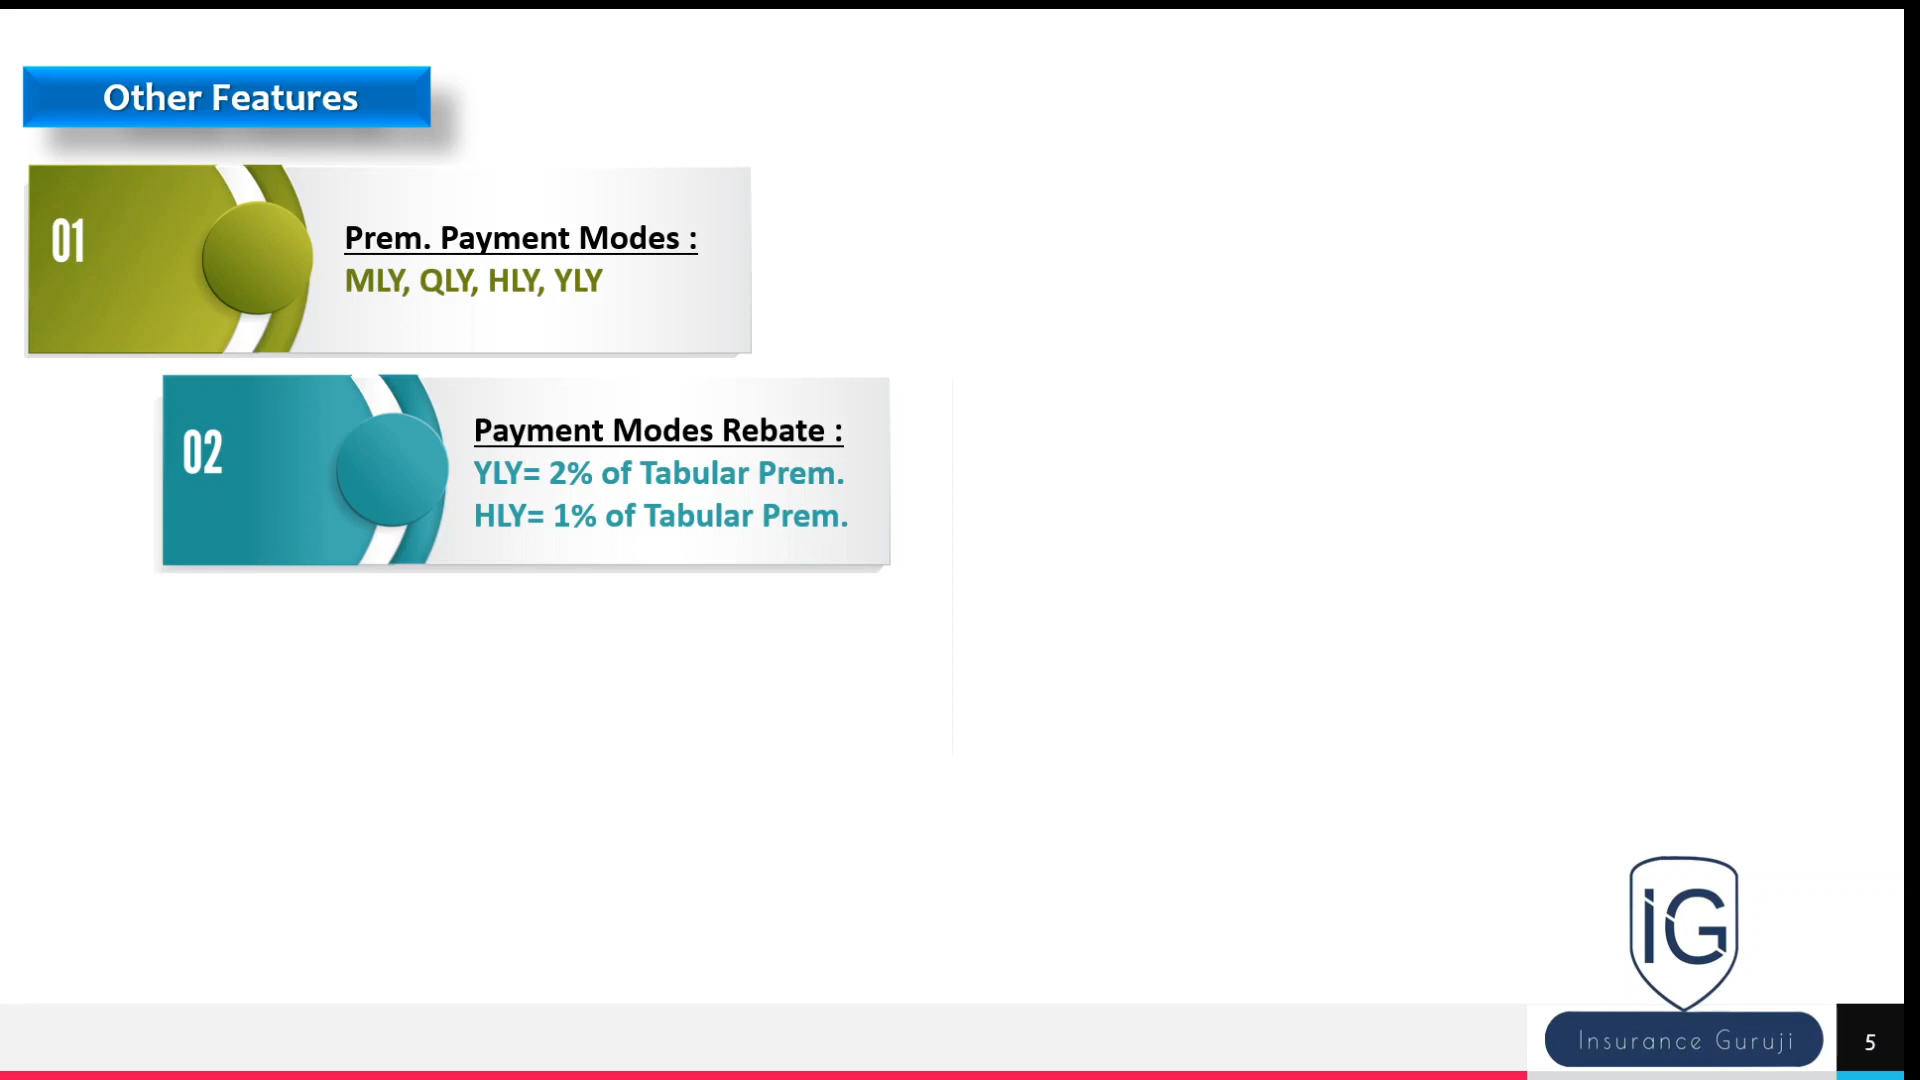 Other Features
01
Prem. Payment Modes :
MLY, QLY, HLY, YLY
02
Payment Modes Rebate :
YLY= 2% of Tabular Prem.
HLY= 1% of Tabular Prem.
IG
Insurance Guruji
5